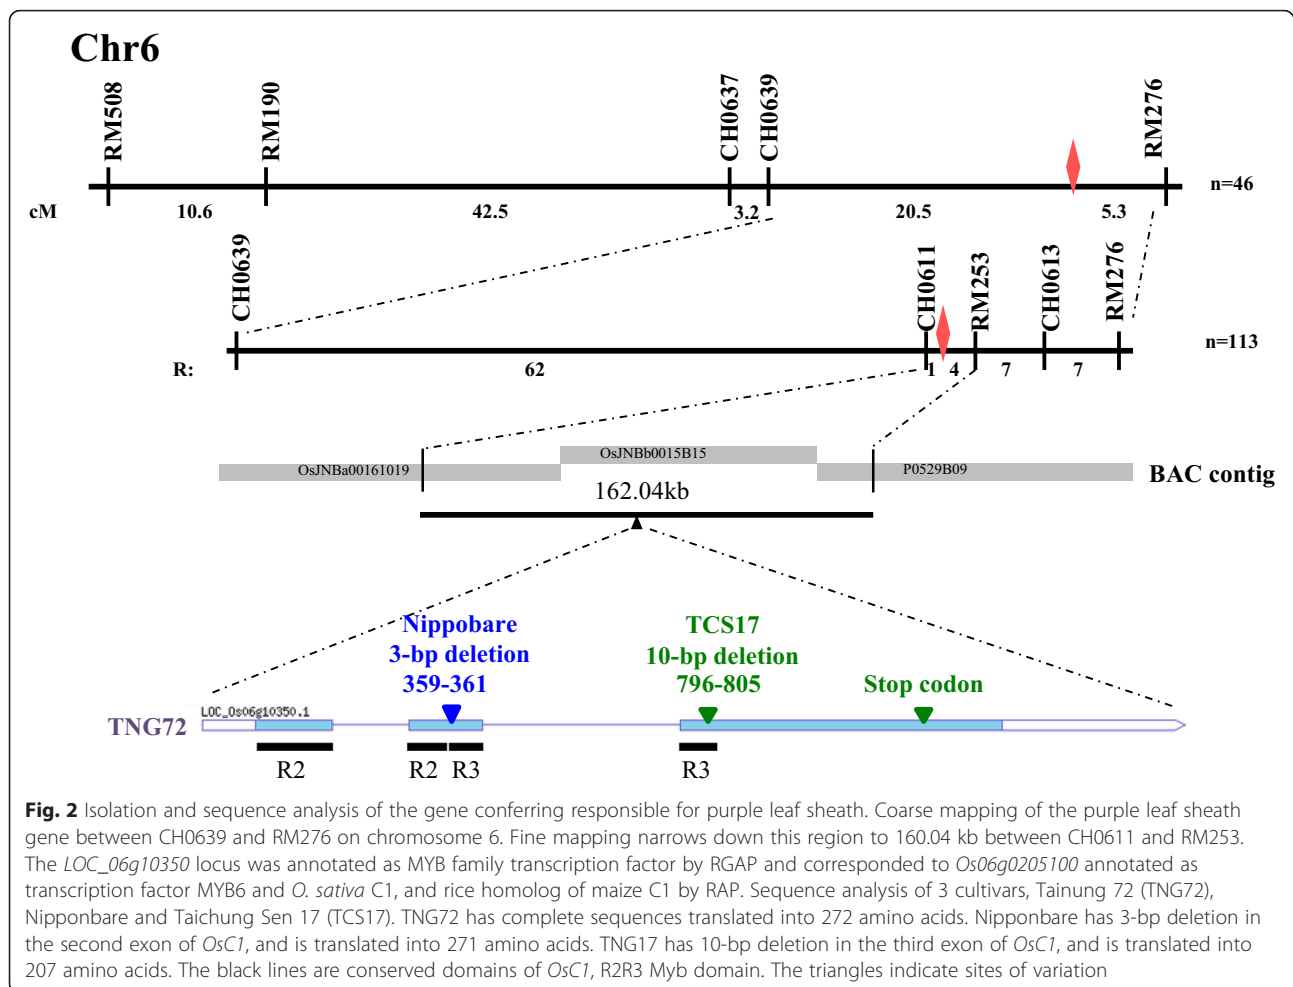 Chr6
RM508
RM190
CH0637
CH0639
RM276
n=46
cM
10.6
42.5
3.2
20.5
5.3
CH0639
CH0611
RM253
CH0613
RM276
n=113
R:
62
1
4
7
7
OsJNBa00161019
OsJNBb0015B15
P0529B09
BAC contig
162.04kb
Nippobare
3-bp deletion
359-361
TCS17
10-bp deletion
796-805
Stop codon
LOC_Os06g10350.1
TNG72
R2
R2
R3
R3
Fig. 2 Isolation and sequence analysis of the gene conferring responsible for purple leaf sheath. Coarse mapping of the purple leaf sheath
gene between CH0639 and RM276 on chromosome 6. Fine mapping narrows down this region to 160.04 kb between CH0611 and RM253.
The LOC_06g10350 locus was annotated as MYB family transcription factor by RGAP and corresponded to Os06g0205100 annotated as
transcription factor MYB6 and O. sativa C1, and rice homolog of maize C1 by RAP. Sequence analysis of 3 cultivars, Tainung 72 (TNG72),
Nipponbare and Taichung Sen 17 (TCS17). TNG72 has complete sequences translated into 272 amino acids. Nipponbare has 3-bp deletion in
the second exon of OsC1, and is translated into 271 amino acids. TNG17 has 10-bp deletion in the third exon of OsC1, and is translated into
207 amino acids. The black lines are conserved domains of OsC1, R2R3 Myb domain. The triangles indicate sites of variation